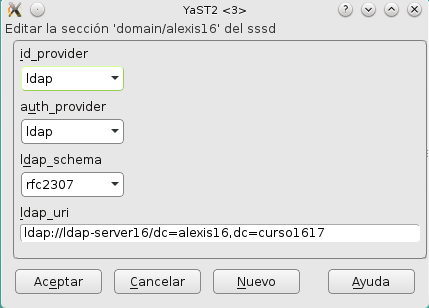 YaST2 <3>
Editar la sección 'domain/alexis16' del sssd
id_provider
ldap
auth_provider
ldap
ldap_schema
rfc2307
ldap_uri
ldap://ldap-server16/dc=alexis16,dc=curso1617
Aceptar Cancelar Nuevo Ayuda